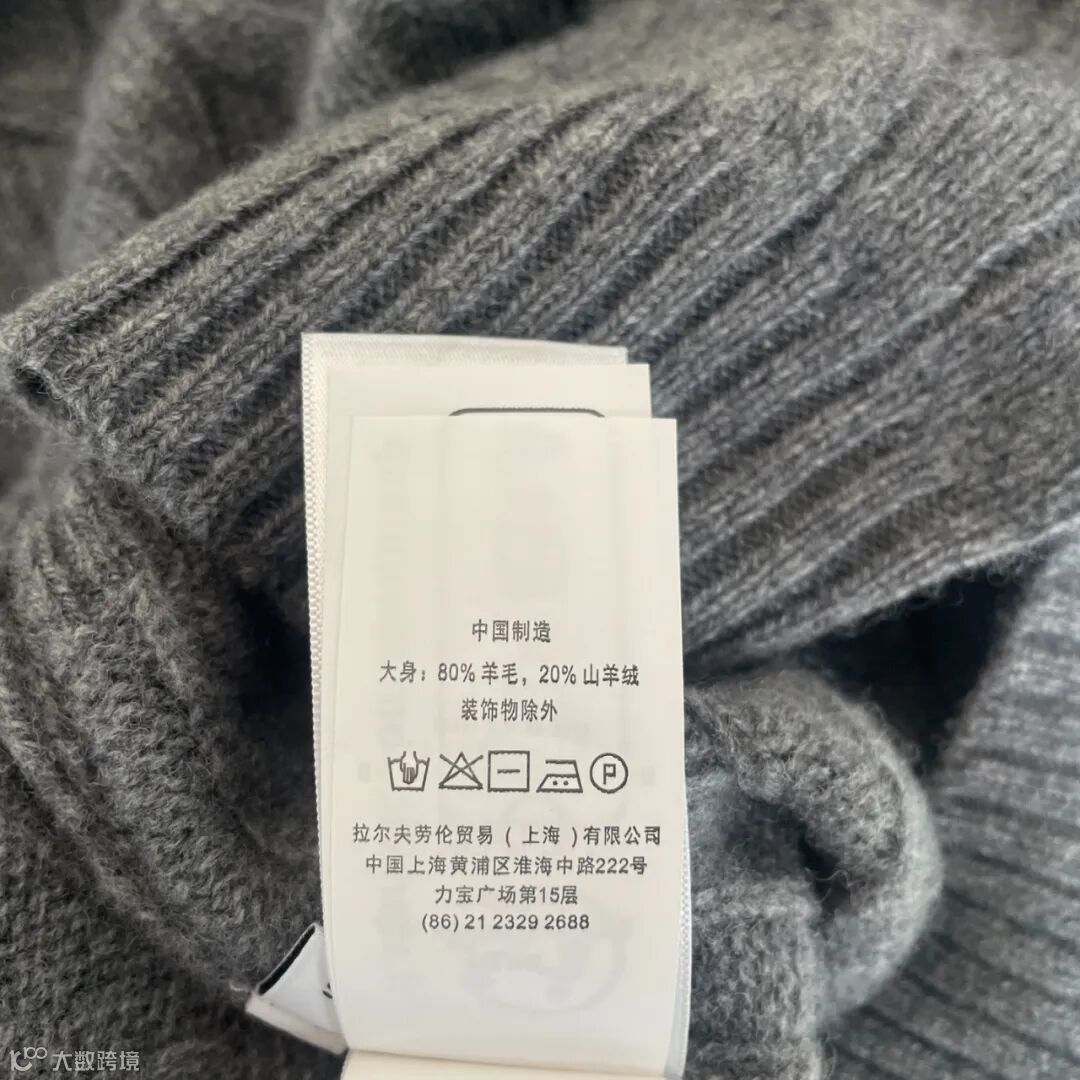 中国制造
大身：80% 羊毛，20% 山羊绒
装饰物除外
P
拉尔夫劳伦贸易 ( 上海 ) 有限公司
中国上海黄浦区淮海中路222号
力宝广场第15层
(86) 21 2329 2688
大数跨境